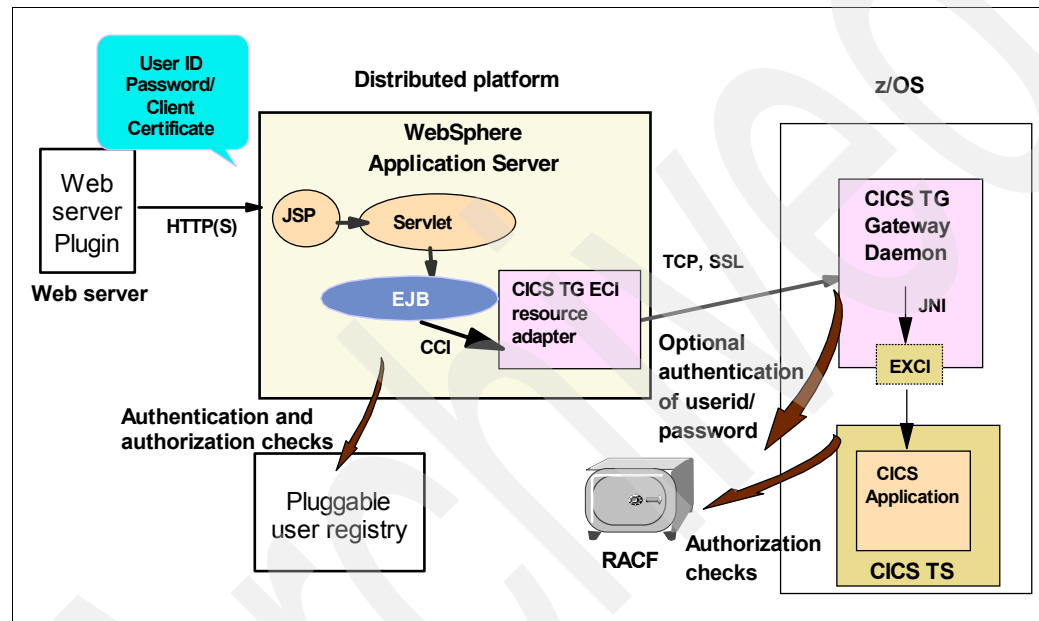 User ID
Password/
Client
Certificate
Distributed platform
z/OS
WebSphere
Application Server
Web
server
Plugin
HTTP(S)
Web server
JSP
Servlet
EJB
CCI
CICS TG ECi
resource
adapter
TCP, SSL
CICS TG
Gateway
Daemon
JNI
EXCI
Optional
authentication
of userid/
password
Authentication and
authorization checks
Pluggable
user registry
RACF
Authorization
checks
CICS
Application
CICS TS